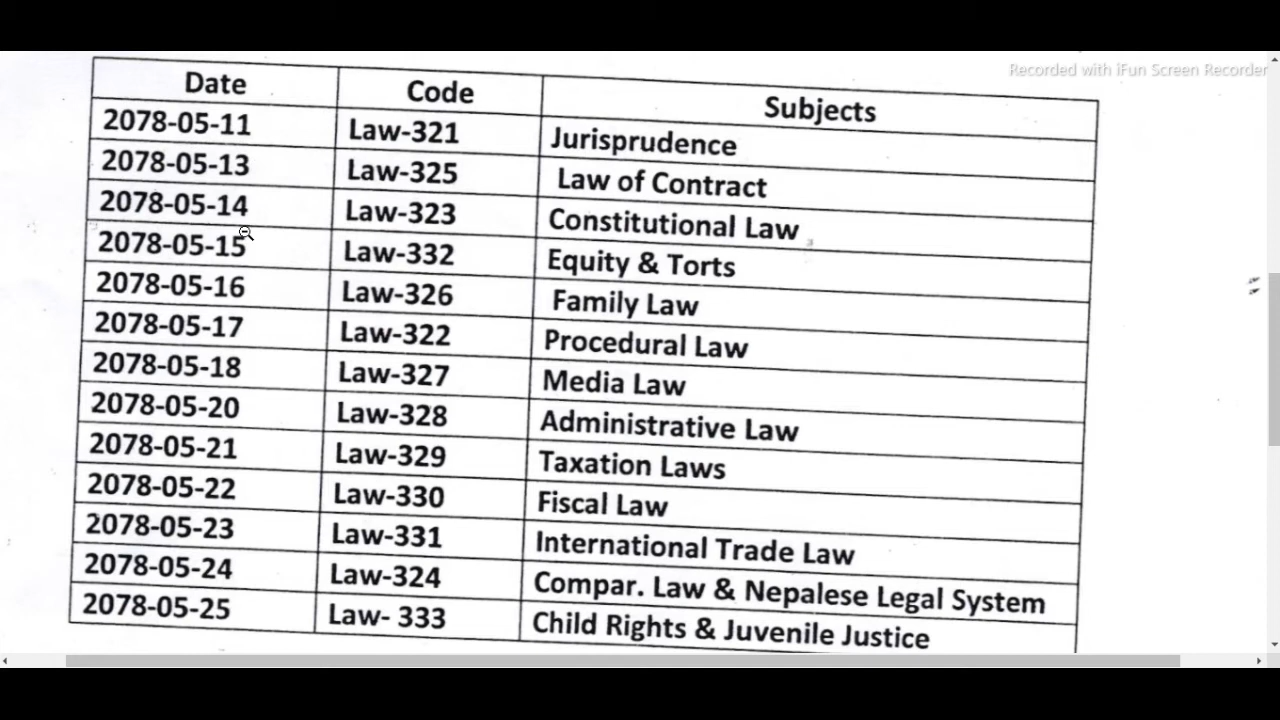 Recorded with iFun Screen Recorder
Date Code Subjects
2078-05-11 Law-321 Jurisprudence
2078-05-13 Law-325 Law of Contract
2078-05-14 Law-323 Constitutional Law
2078-05-15 Law-332 Equity & Torts
2078-05-16 Law-326 Family Law
2078-05-17 Law-322 Procedural Law
2078-05-18 Law-327 Media Law
2078-05-20 Law-328 Administrative Law
2078-05-21 Law-329 Taxation Laws
2078-05-22 Law-330 Fiscal Law
2078-05-23 Law-331 International Trade Law
2078-05-24 Law-324 Compar. Law & Nepalese Legal System
2078-05-25 Law- 333 Child Rights & Juvenile Justice